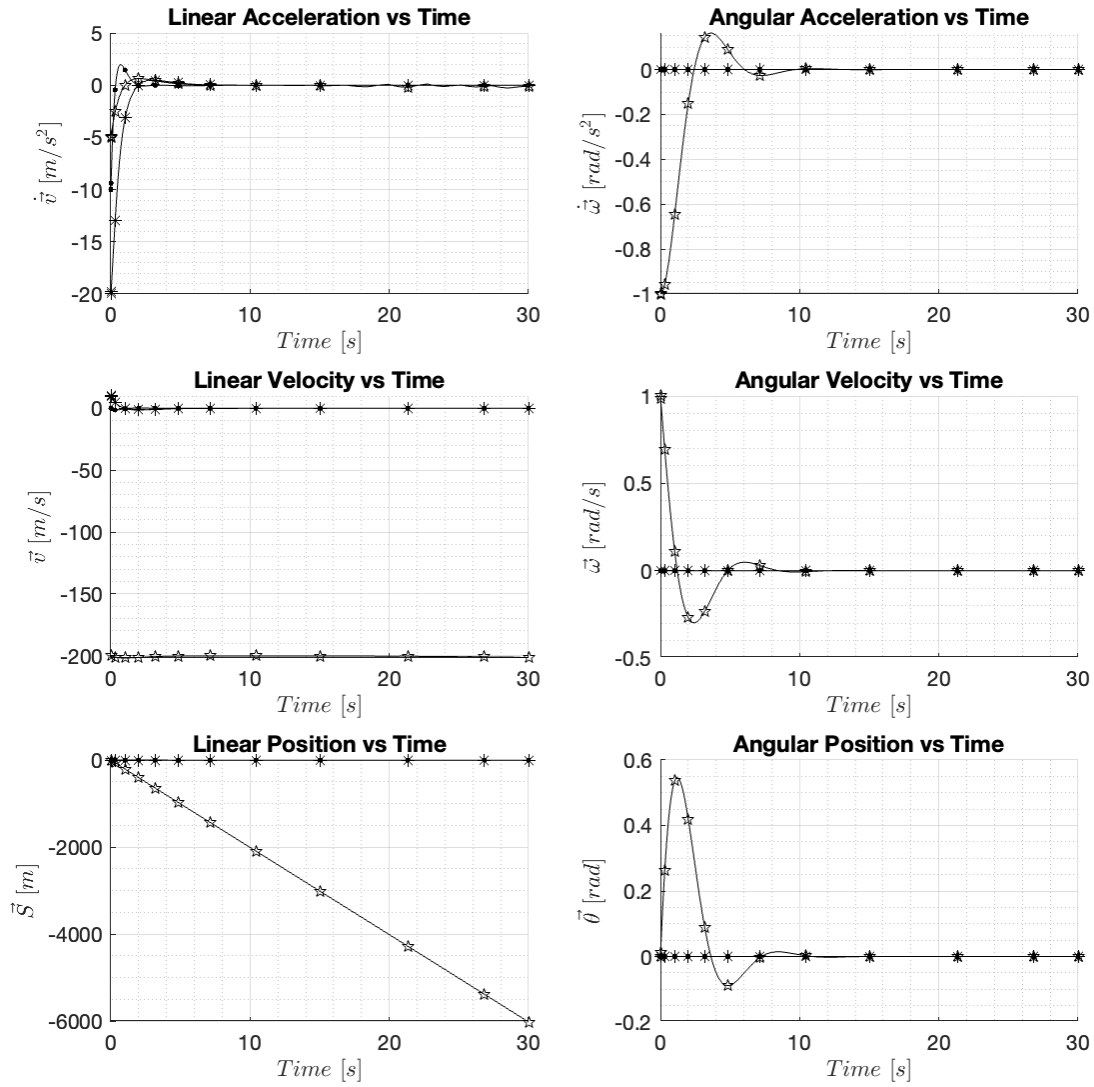 Linear Acceleration vs Time
5
0
-5
-10
-15
-20
0 10 20 30
v̇⃗ [m/s²]
Time [s]
Angular Acceleration vs Time
0
-0.2
-0.4
-0.6
-0.8
-1
0 10 20 30
ω̇⃗ [rad/s²]
Time [s]
Linear Velocity vs Time
0
-50
-100
-150
-200
0 10 20 30
v⃗ [m/s]
Time [s]
Angular Velocity vs Time
1
0.5
0
-0.5
0 10 20 30
ω⃗ [rad/s]
Time [s]
Linear Position vs Time
0
-2000
-4000
-6000
0 10 20 30
S⃗ [m]
Time [s]
Angular Position vs Time
0.6
0.4
0.2
0
-0.2
0 10 20 30
θ⃗ [rad]
Time [s]